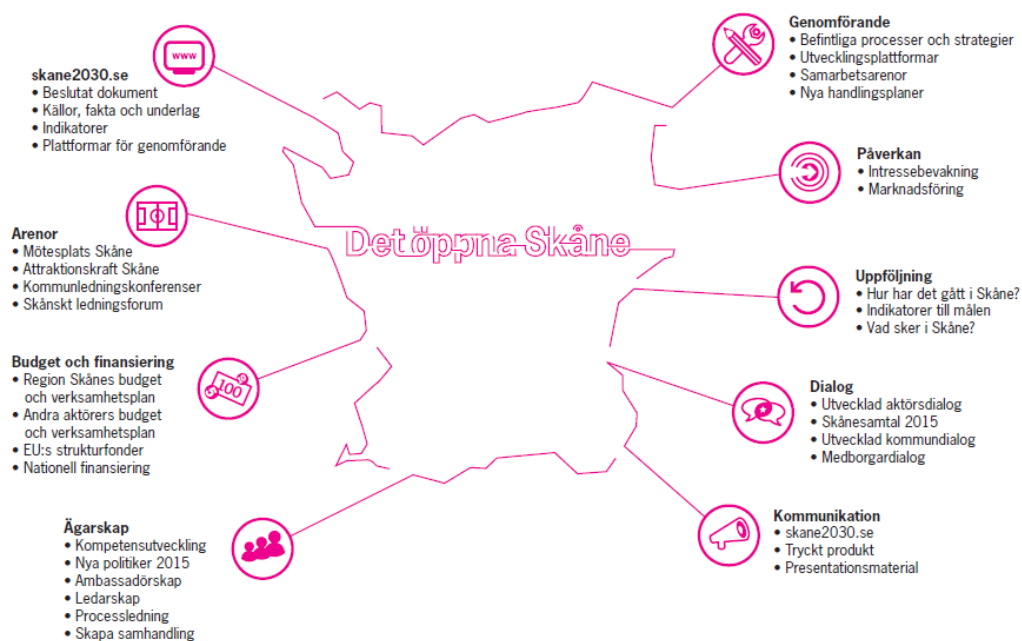 www
skane2030.se
• Beslutat dokument
• Källor, fakta och underlag
• Indikatorer
• Plattformar för genomförande
Arenor
• Mötesplats Skåne
• Attraktionskraft Skåne
• Kommunledningskonferenser
• Skånskt ledningsforum
Budget och finansiering
• Region Skånes budget
och verksamhetsplan
• Andra aktörers budget
och verksamhetsplan
• EU:s strukturfonder
• Nationell finansiering
100
Ägarskap
• Kompetensutveckling
• Nya politiker 2015
• Ambassadörskap
• Ledarskap
• Processledning
• Skapa samhandling
Det öppna Skåne
Genomförande
• Befintliga processer och strategier
• Utvecklingsplattformar
• Samarbetsarenor
• Nya handlingsplaner
Påverkan
• Intressebevakning
• Marknadsföring
Uppföljning
• Hur har det gått i Skåne?
• Indikatorer till målen
• Vad sker i Skåne?
Dialog
• Utvecklad aktörsdialog
• Skånesamtal 2015
• Utvecklad kommundialog
• Medborgardialog
Kommunikation
• skane2030.se
• Tryckt produkt
• Presentationsmaterial